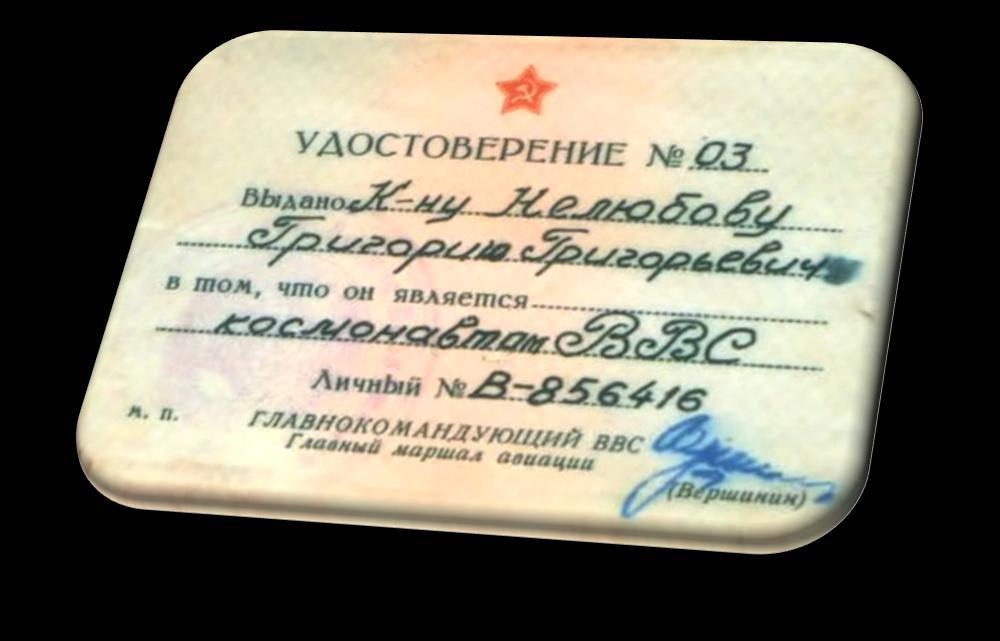 УДОСТОВЕРЕНИЕ № 03
Выдано К-ну Нелюбову
Григорию Григорьевич
в том, что он является
космонавтом ВВС
Личный № В-856416
м. п. ГЛАВНОКОМАНДУЮЩИЙ ВВС
Главный маршал авиации
(Вершинин)